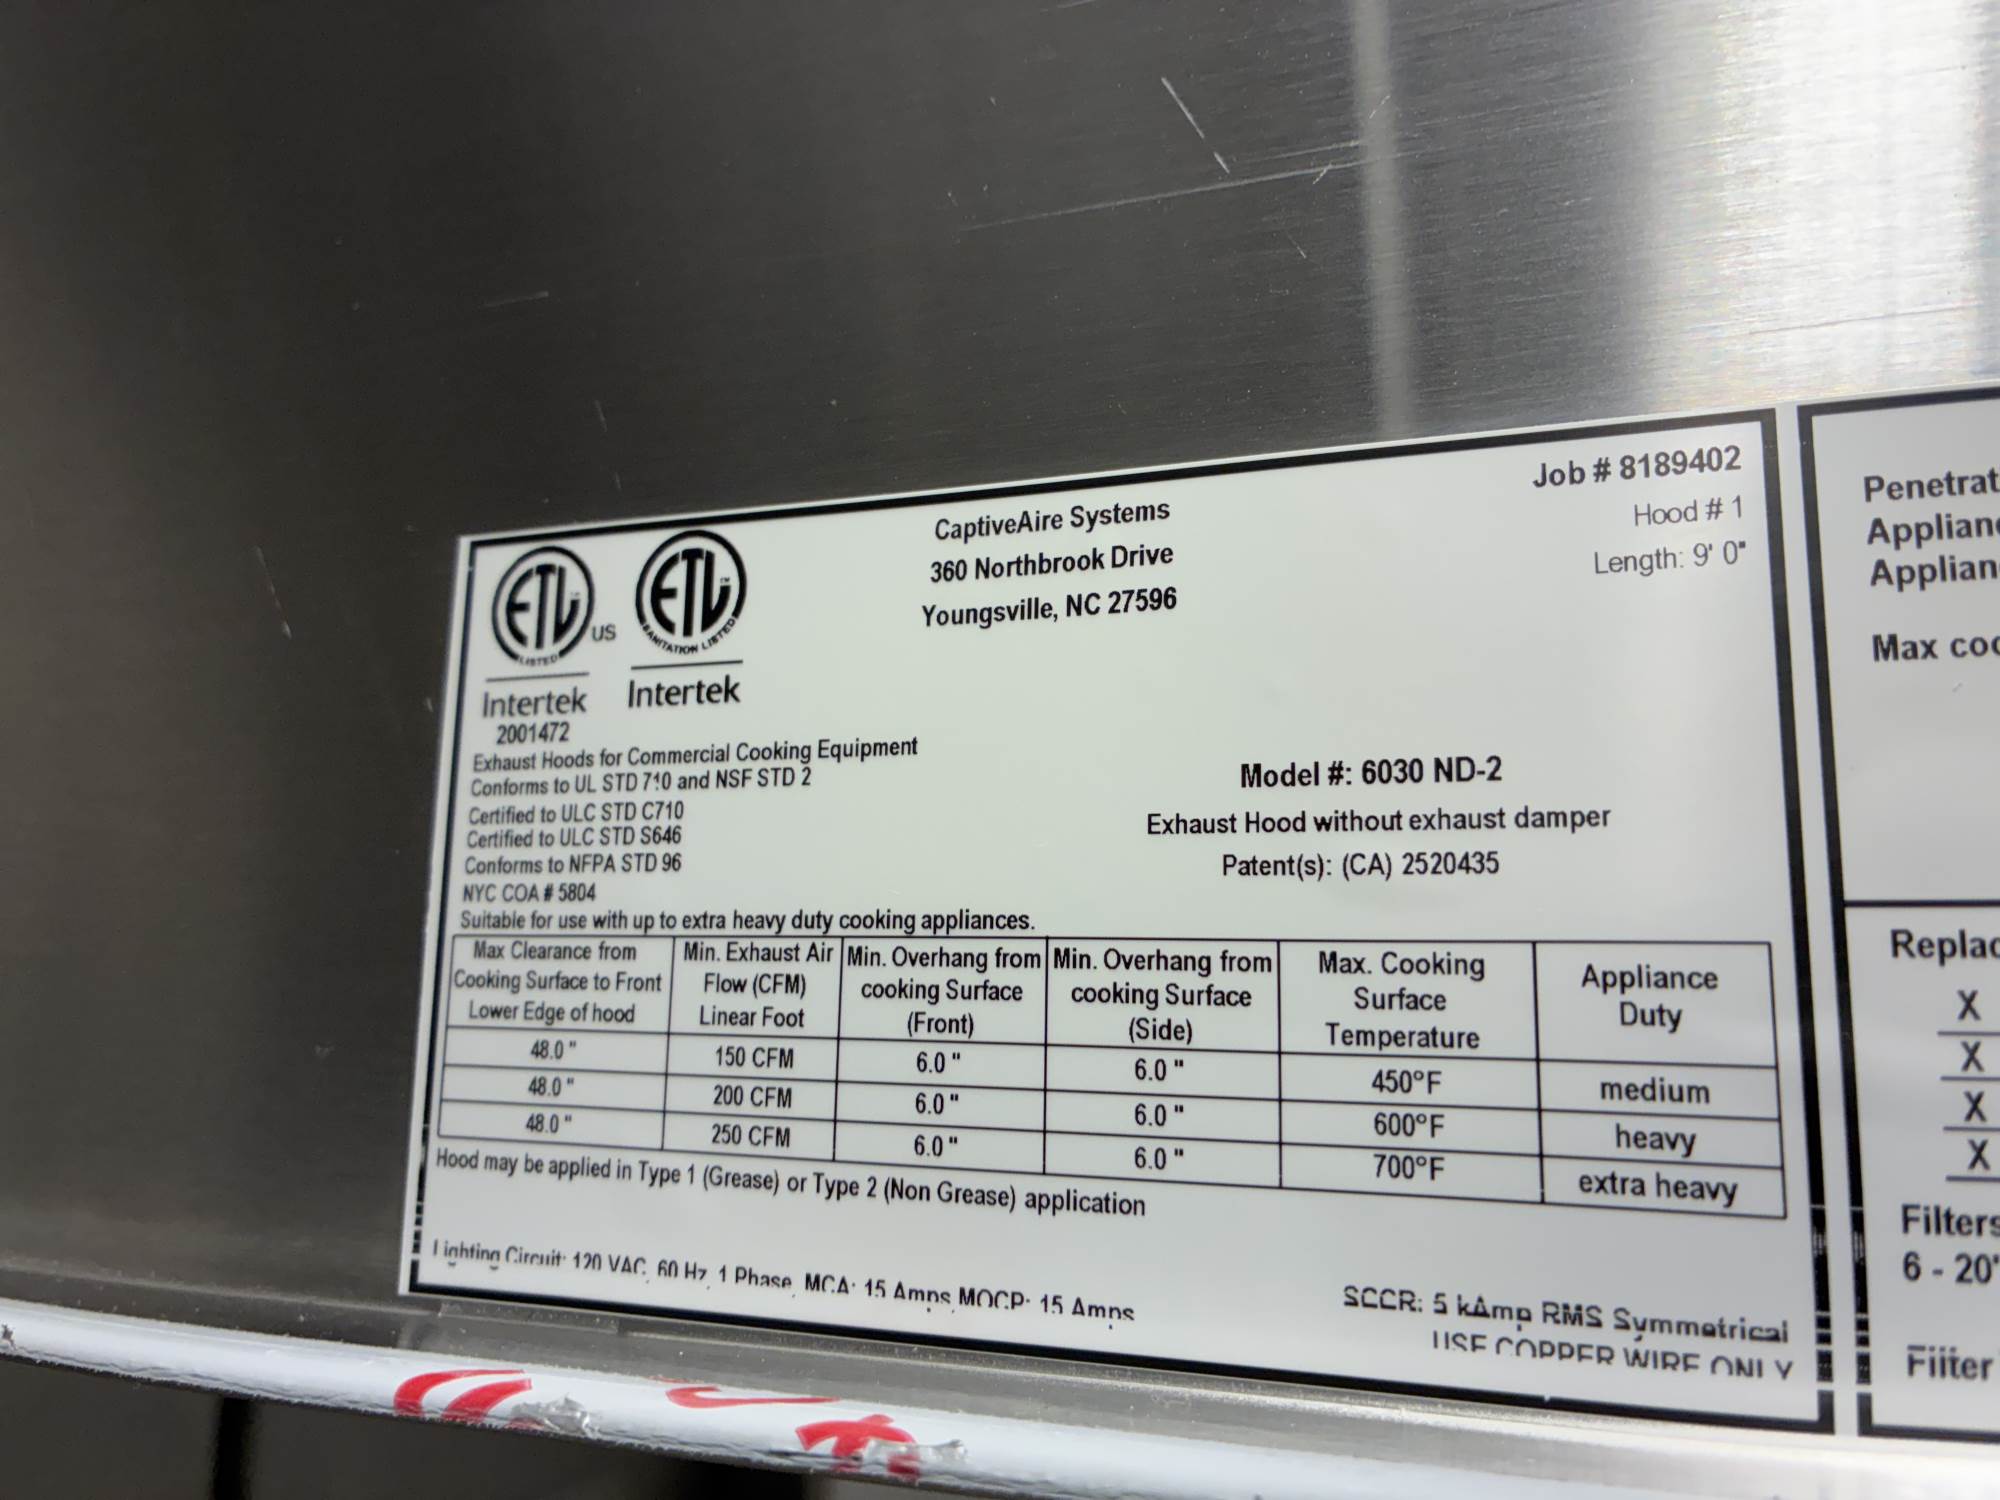 ETL
TM
LISTED
US
Intertek
2001472
ETL
TM
SANITATION LISTED
Intertek
CaptiveAire Systems
360 Northbrook Drive
Youngsville, NC 27596
Job # 8189402
Hood # 1
Length: 9' 0"
Exhaust Hoods for Commercial Cooking Equipment
Conforms to UL STD 710 and NSF STD 2
Certified to ULC STD C710
Certified to ULC STD S646
Conforms to NFPA STD 96
NYC COA # 5804
Suitable for use with up to extra heavy duty cooking appliances.
Model #: 6030 ND-2
Exhaust Hood without exhaust damper
Patent(s): (CA) 2520435
Max Clearance from Cooking Surface to Front Lower Edge of hood
Min. Exhaust Air Flow (CFM) Linear Foot
Min. Overhang from cooking Surface (Front)
Min. Overhang from cooking Surface (Side)
Max. Cooking Surface Temperature
Appliance Duty
48.0 " 150 CFM 6.0 " 6.0 " 450°F medium
48.0 " 200 CFM 6.0 " 6.0 " 600°F heavy
48.0 " 250 CFM 6.0 " 6.0 " 700°F extra heavy
Hood may be applied in Type 1 (Grease) or Type 2 (Non Grease) application
Lighting Circuit: 120 VAC, 60 Hz, 1 Phase, MCA: 15 Amps, MOCP: 15 Amps
SCCR: 5 kAmp RMS Symmetrical
USE COPPER WIRE ONLY
Penetrat
Applian
Applian
Max coo
Replac
X
X
X
X
Filters
6 - 20"
Filter